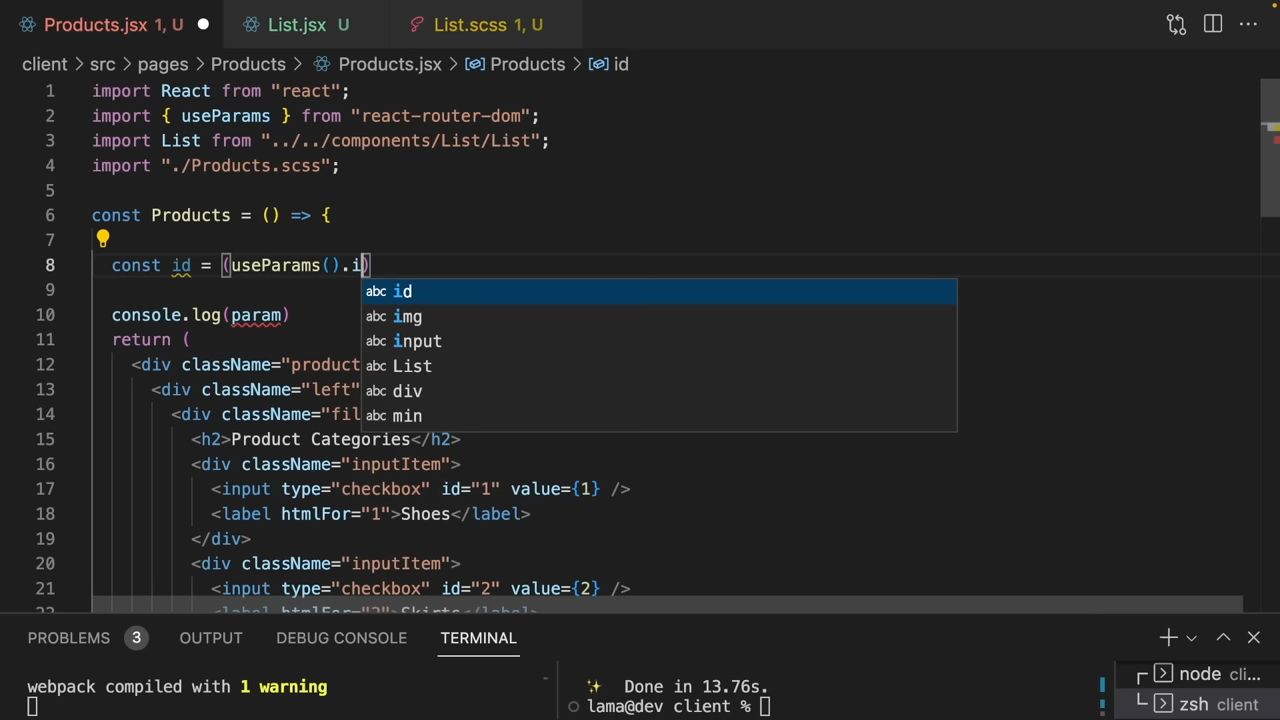 Products.jsx 1, U
List.jsx U
List.scss 1, U
client > src > pages > Products > Products.jsx > Products > id
1 import React from "react";
2 import { useParams } from "react-router-dom";
3 import List from "../../components/List/List";
4 import "./Products.scss";
5
6 const Products = () => {
7
8 const id = (useParams().i)
abc id
9
abc img
10 console.log(param)
abc input
11 return (
abc List
12 <div className="product
abc div
13 <div className="left"
abc min
14 <div className="fil
15 <h2>Product Categories</h2>
16 <div className="inputItem">
17 <input type="checkbox" id="1" value={1} />
18 <label htmlFor="1">Shoes</label>
19 </div>
20 <div className="inputItem">
21 <input type="checkbox" id="2" value={2} />
22 <label htmlFor="2">Skirts</label>
PROBLEMS 3 OUTPUT DEBUG CONSOLE TERMINAL
webpack compiled with 1 warning
✨ Done in 13.76s.
lama@dev client %
node cli...
zsh client